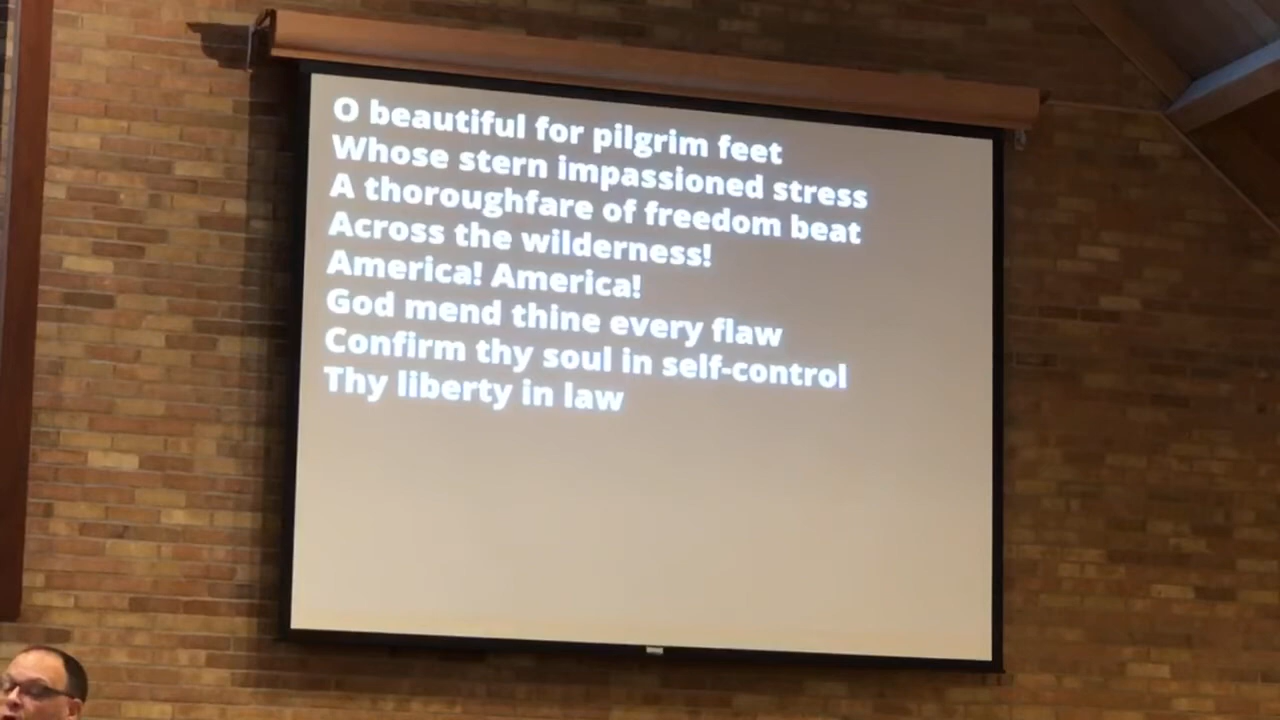 O beautiful for pilgrim feet
Whose stern impassioned stress
A thoroughfare of freedom beat
Across the wilderness!
America! America!
God mend thine every flaw
Confirm thy soul in self-control
Thy liberty in law